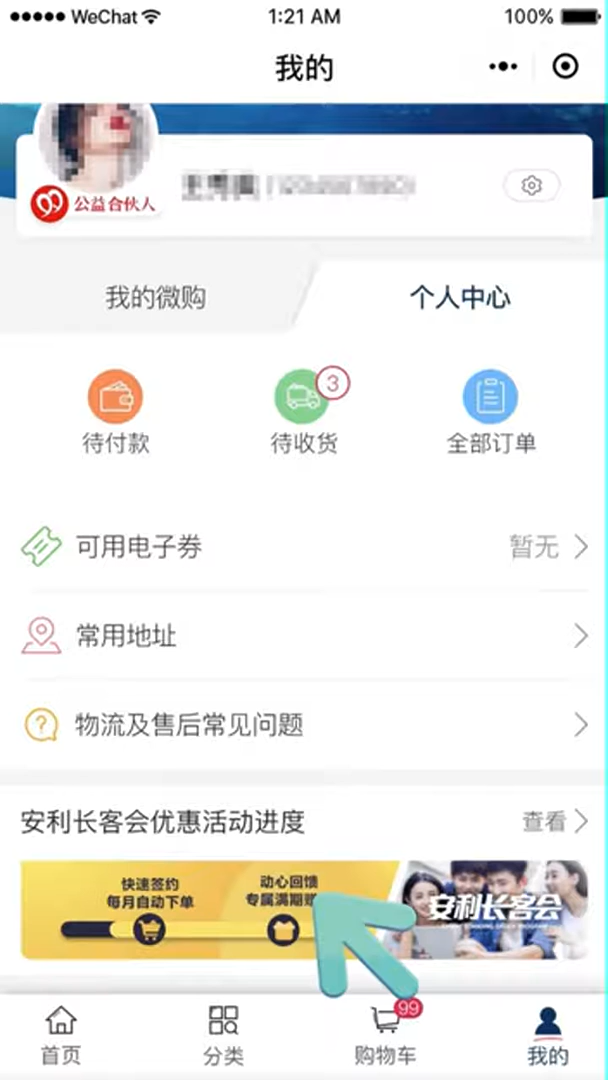 WeChat
1:21 AM
100%
我的
公益合伙人
我的微购
个人中心
3
待付款
待收货
全部订单
可用电子券
暂无
常用地址
物流及售后常见问题
安利长客会优惠活动进度
查看
快速签约
每月自动下单
动心回馈
专属满期
安利长客会
99
首页
分类
购物车
我的